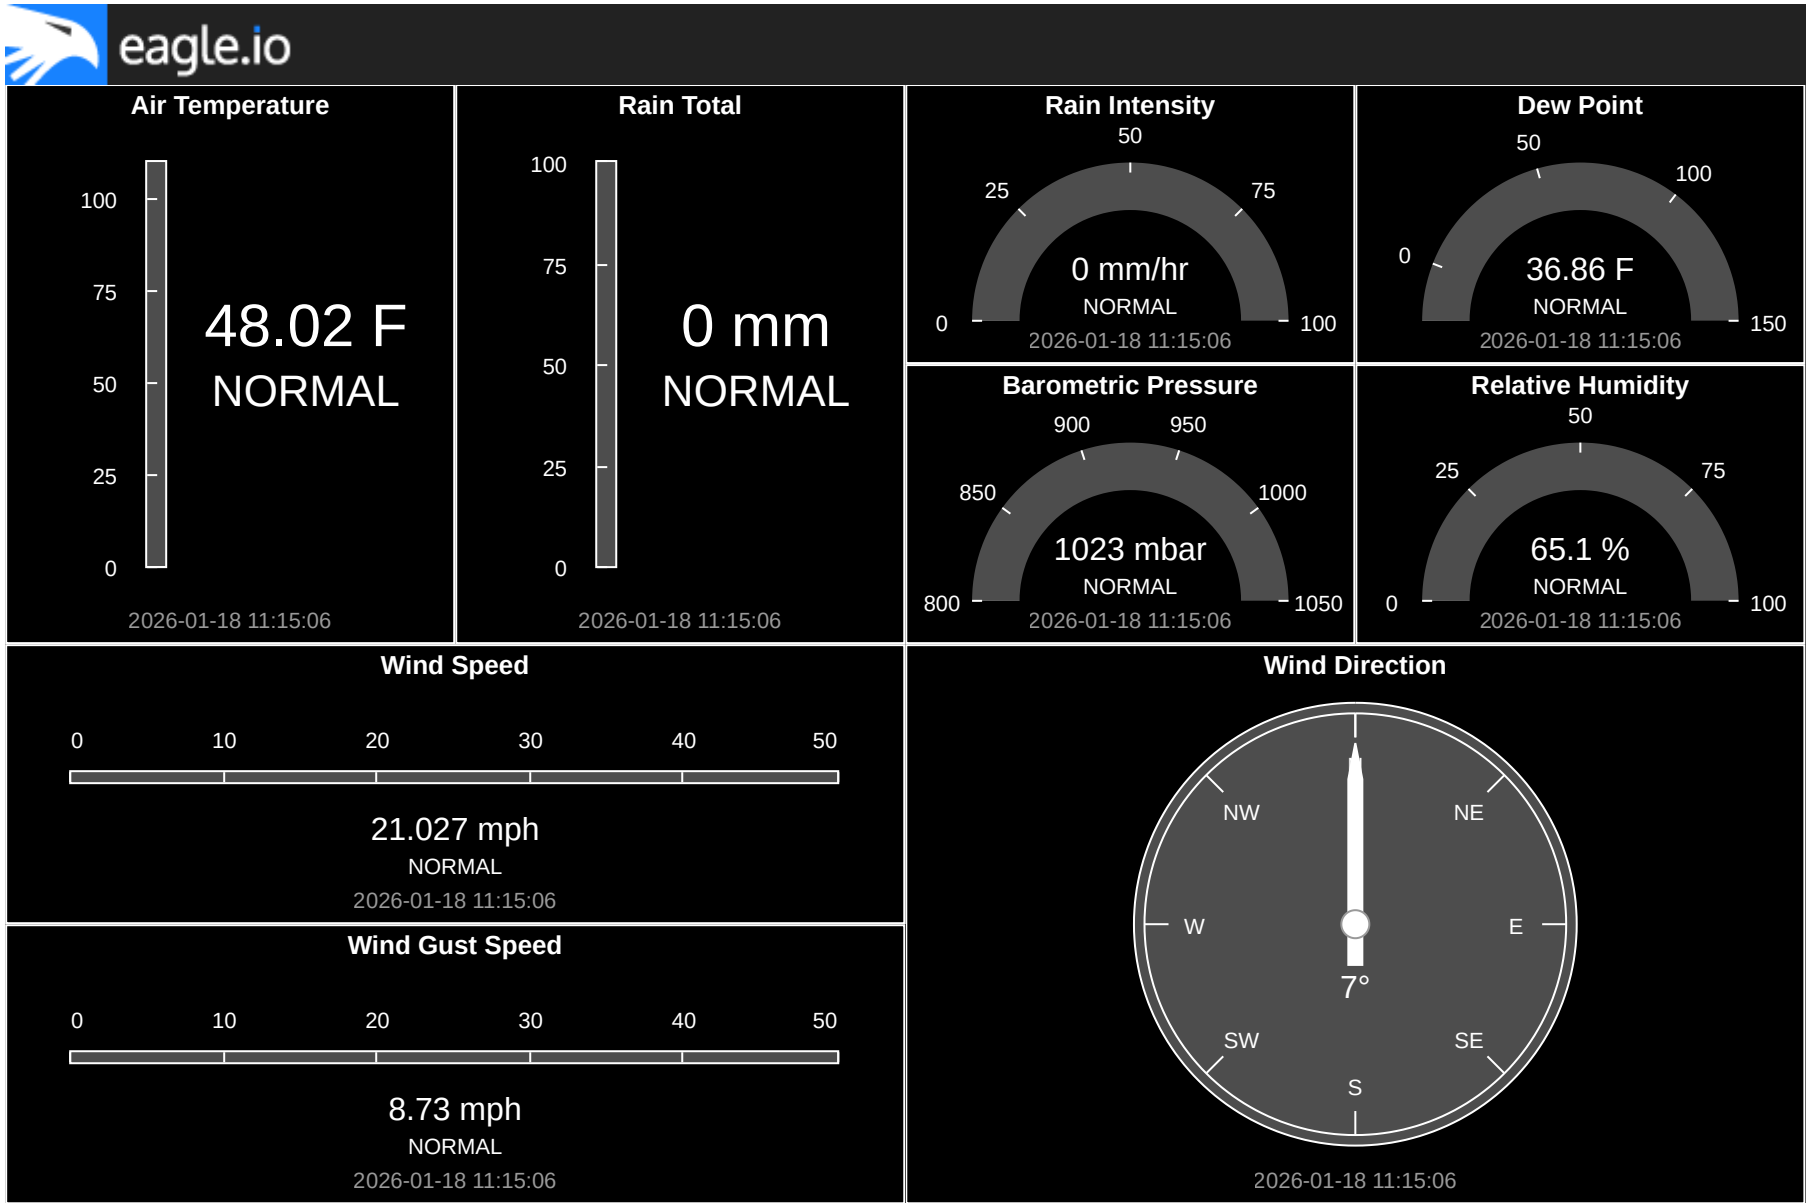 eagle.io
Air Temperature
100
75
50
25
0
48.02 F
NORMAL
2026-01-18 11:15:06
Rain Total
100
75
50
25
0
0 mm
NORMAL
2026-01-18 11:15:06
Rain Intensity
50
25
75
0
100
0 mm/hr
NORMAL
2026-01-18 11:15:06
Dew Point
50
100
0
150
36.86 F
NORMAL
2026-01-18 11:15:06
Barometric Pressure
900
950
850
1000
800
1050
1023 mbar
NORMAL
2026-01-18 11:15:06
Relative Humidity
50
25
75
0
100
65.1 %
NORMAL
2026-01-18 11:15:06
Wind Speed
0 10 20 30 40 50
21.027 mph
NORMAL
2026-01-18 11:15:06
Wind Gust Speed
0 10 20 30 40 50
8.73 mph
NORMAL
2026-01-18 11:15:06
Wind Direction
NW NE
W E
7°
SW SE
S
2026-01-18 11:15:06